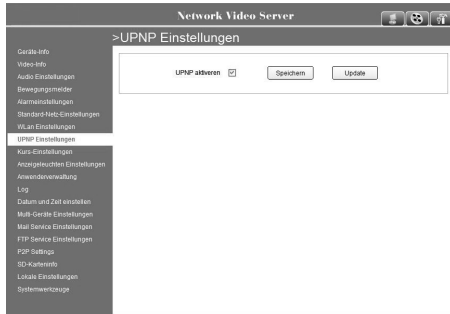 Network Video Server
>UPNP Einstellungen
Geräte-Info
Video-Info
Audio Einstellungen
Bewegungsmelder
Alarmeinstellungen
Standard-Netz-Einstellungen
WLan Einstellungen
UPNP Einstellungen
Kurs-Einstellungen
Anzeigeleuchten Einstellungen
Anwenderverwaltung
Log
Datum und Zeit einstellen
Multi-Geräte Einstellungen
Mail Service Einstellungen
FTP Service Einstellungen
P2P Settings
SD-Karteninfo
Lokale Einstellungen
Systemwerkzeuge
UPNP aktiveren Speichern Update